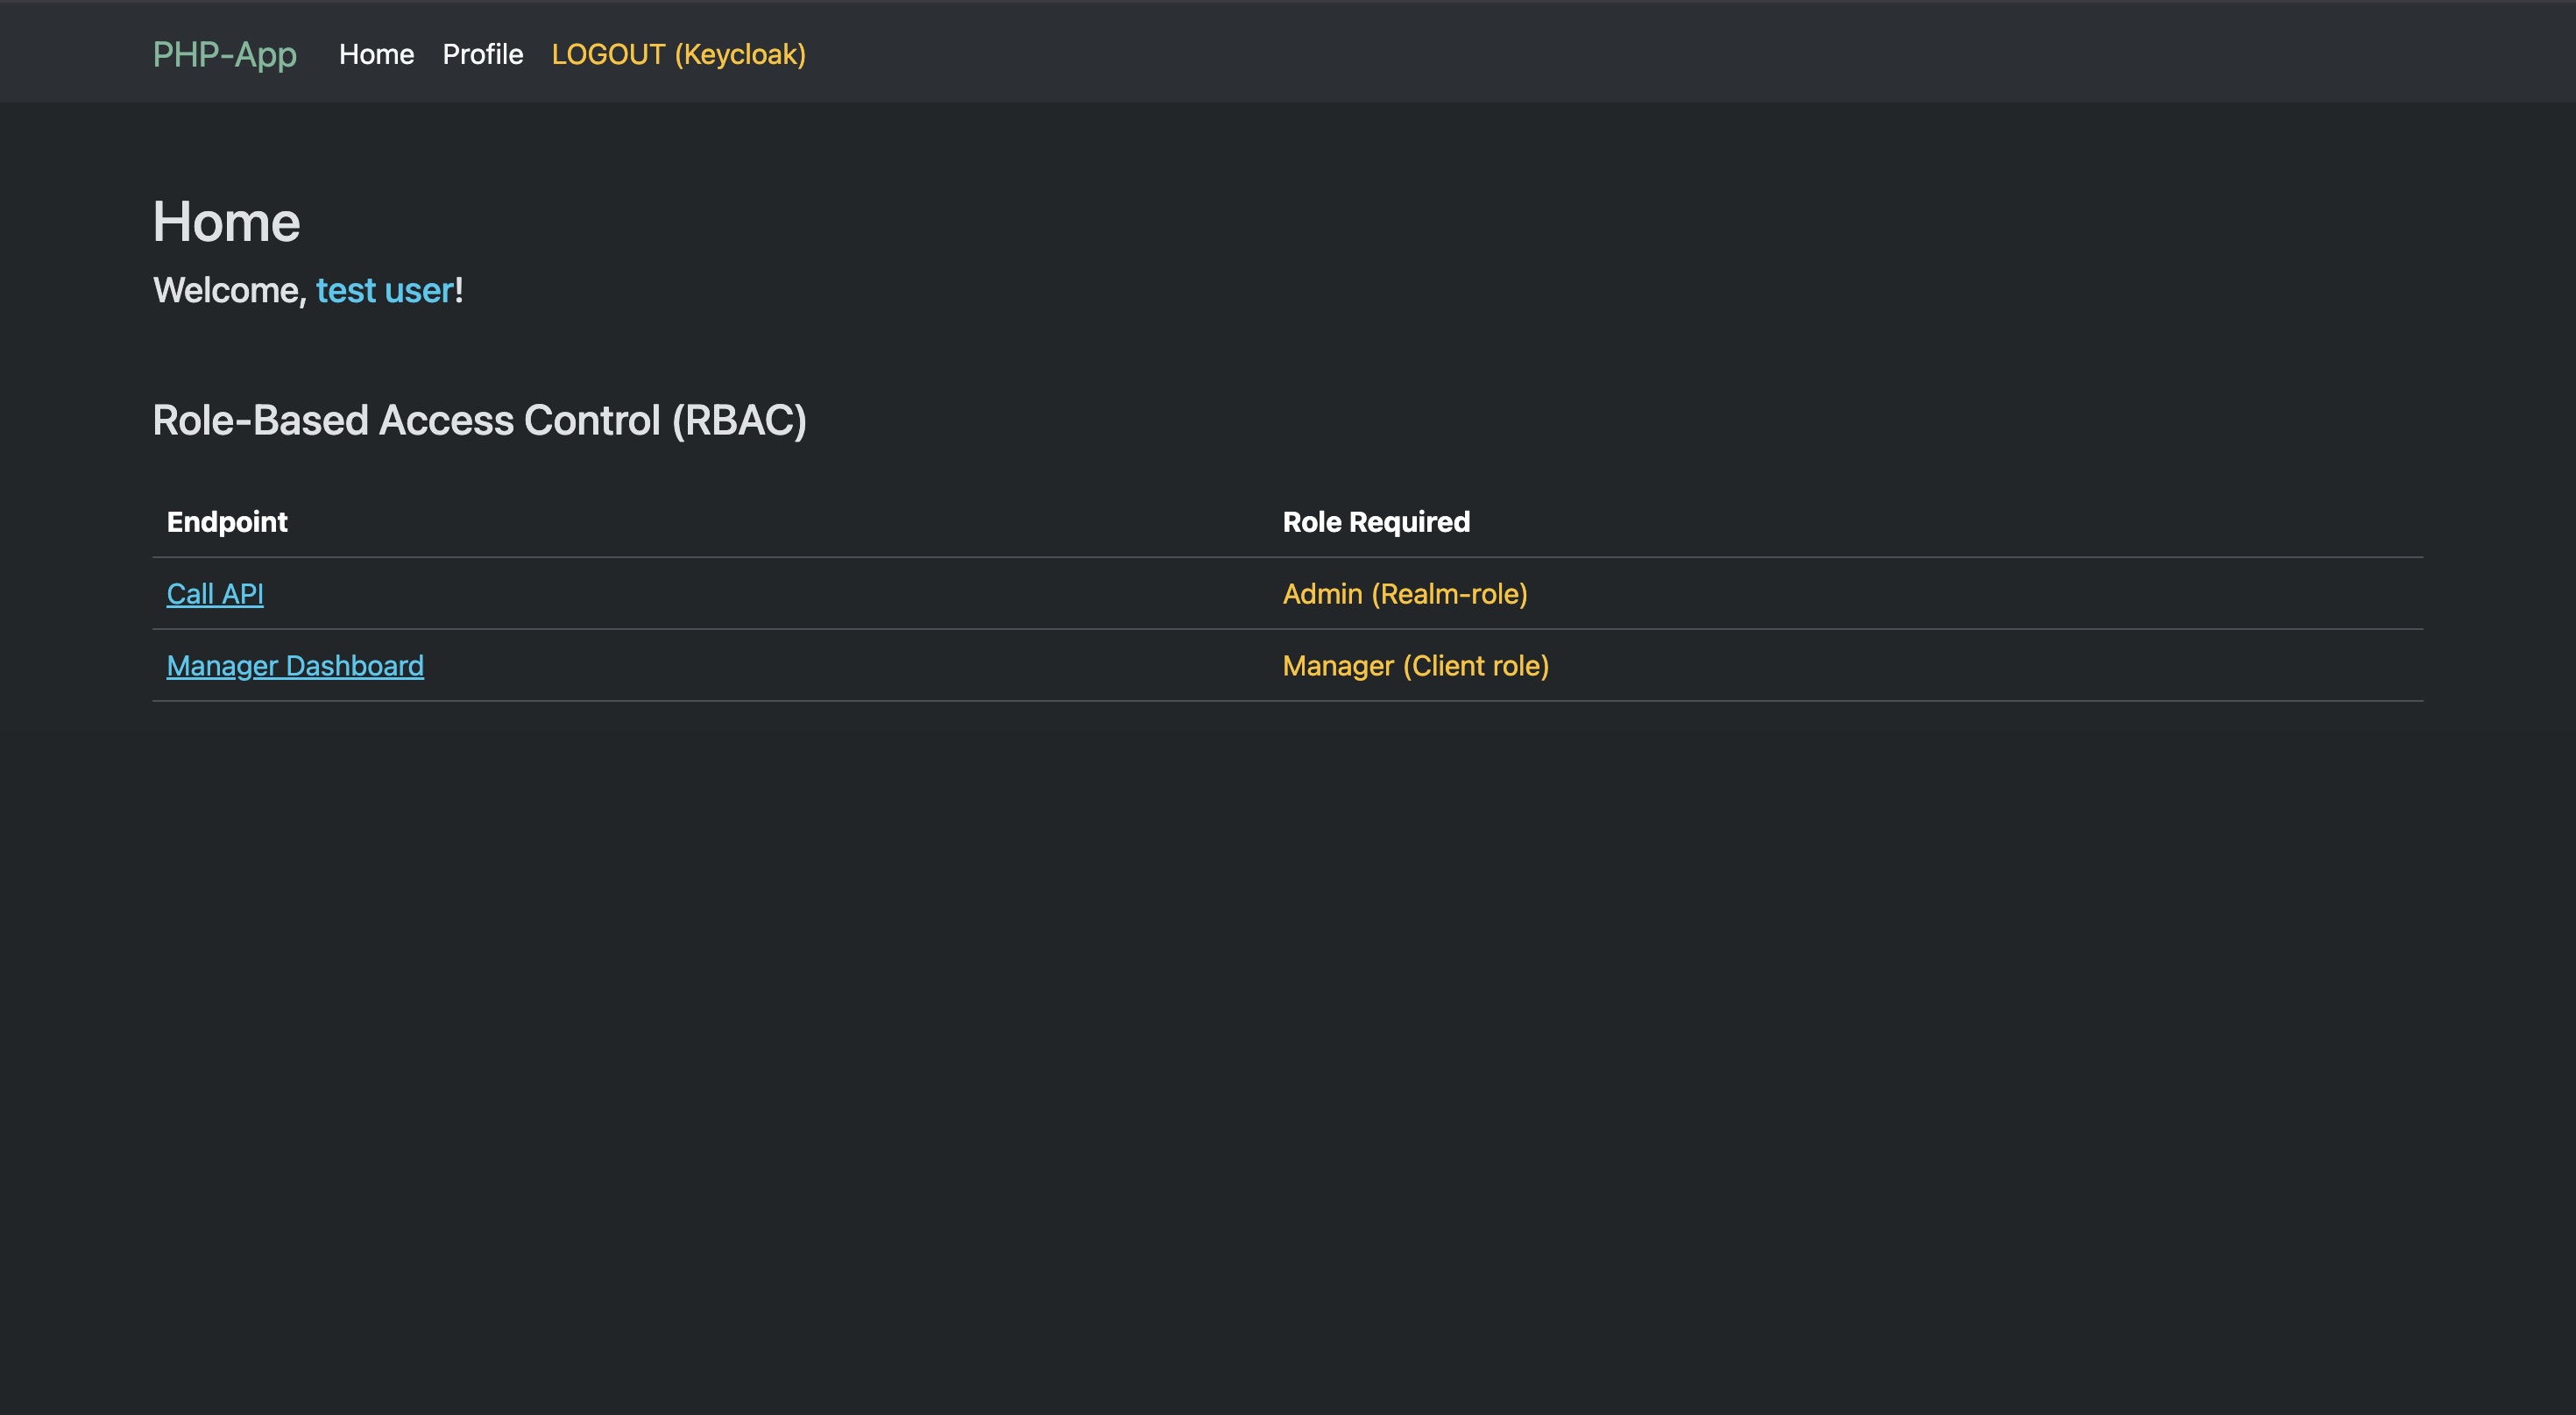 PHP-App Home Profile LOGOUT (Keycloak)
Home
Welcome, test user!
Role-Based Access Control (RBAC)
Endpoint Role Required
Call API Admin (Realm-role)
Manager Dashboard Manager (Client role)